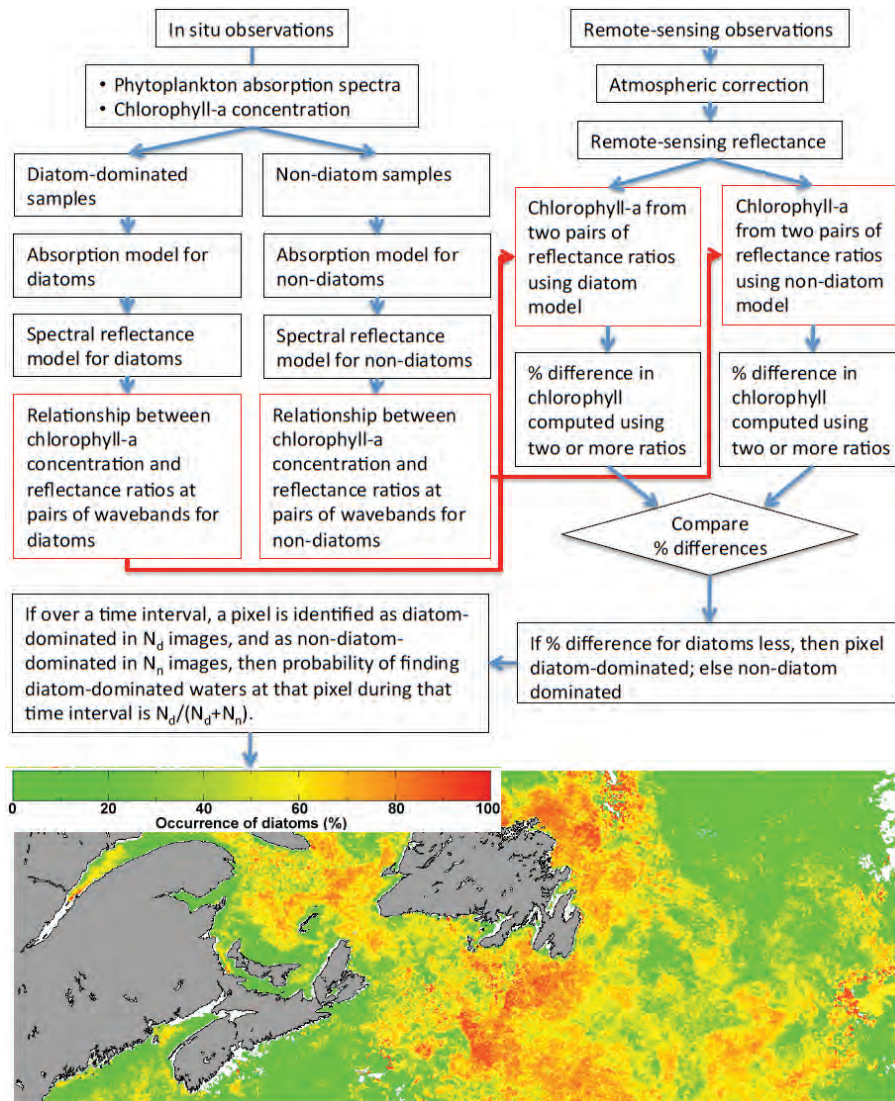 In situ observations
• Phytoplankton absorption spectra
• Chlorophyll-a concentration
Diatom-dominated
samples
Non-diatom samples
Absorption model for
diatoms
Absorption model for
non-diatoms
Spectral reflectance
model for diatoms
Spectral reflectance
model for non-diatoms
Relationship between
chlorophyll-a
concentration and
reflectance ratios at
pairs of wavebands for
diatoms
Relationship between
chlorophyll-a
concentration and
reflectance ratios at
pairs of wavebands for
non-diatoms
Remote-sensing observations
Atmospheric correction
Remote-sensing reflectance
Chlorophyll-a from
two pairs of
reflectance ratios
using diatom
model
Chlorophyll-a
from two pairs of
reflectance ratios
using non-diatom
model
% difference in
chlorophyll
computed using
two or more ratios
% difference in
chlorophyll
computed using
two or more ratios
Compare
% differences
If % difference for diatoms less, then pixel
diatom-dominated; else non-diatom
dominated
If over a time interval, a pixel is identified as diatom-
dominated in Nd images, and as non-diatom-
dominated in Nn images, then probability of finding
diatom-dominated waters at that pixel during that
time interval is Nd/(Nd+Nn).
0 20 40 60 80 100
Occurrence of diatoms (%)